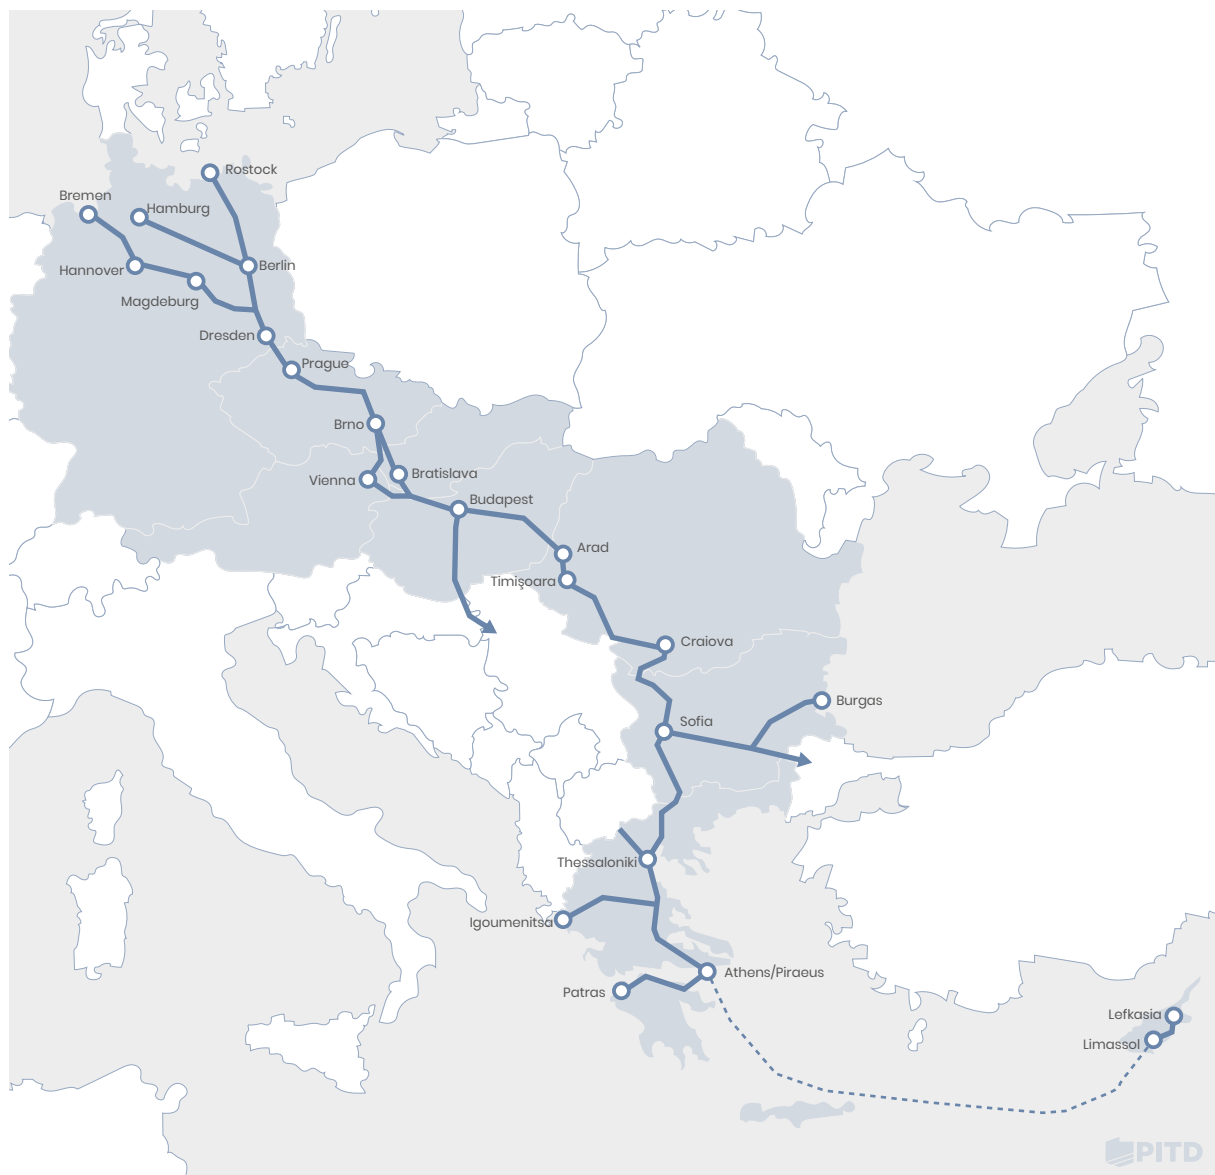 Rostock
Bremen
Hamburg
Hannover
Berlin
Magdeburg
Dresden
Prague
Brno
Vienna
Bratislava
Budapest
Arad
Timişoara
Craiova
Burgas
Sofia
Thessaloniki
Igoumenitsa
Athens/Piraeus
Patras
Lefkasia
Limassol
PITD